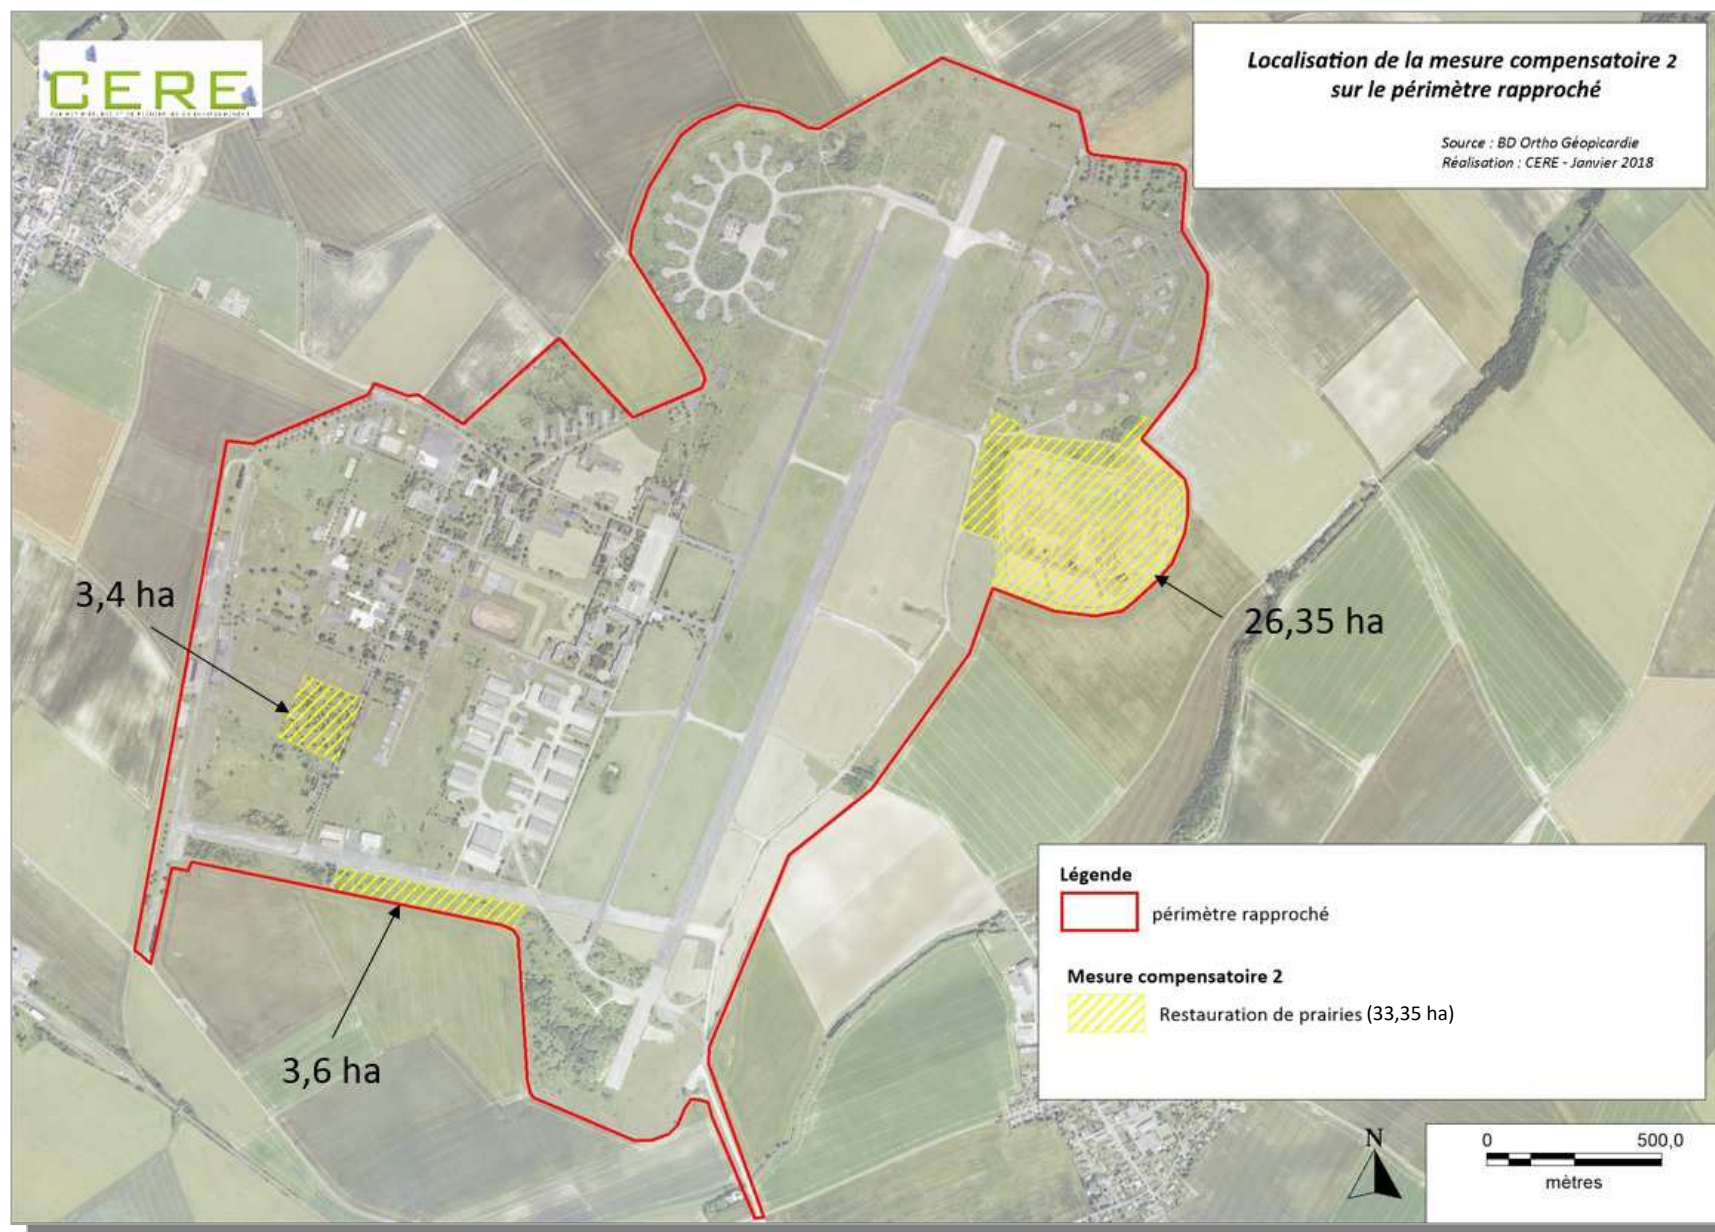 CERE
Localisation de la mesure compensatoire 2
sur le périmètre rapproché
Source : BD Ortho Géopicardie
Réalisation : CERE - Janvier 2018
3,4 ha
26,35 ha
3,6 ha
Légende
périmètre rapproché
Mesure compensatoire 2
Restauration de prairies (33,35 ha)
N
0 500,0
mètres